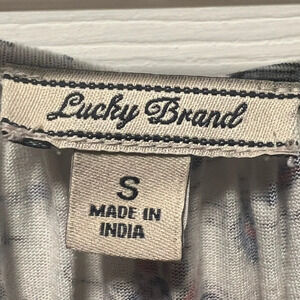 Lucky Brand
S
MADE IN
INDIA